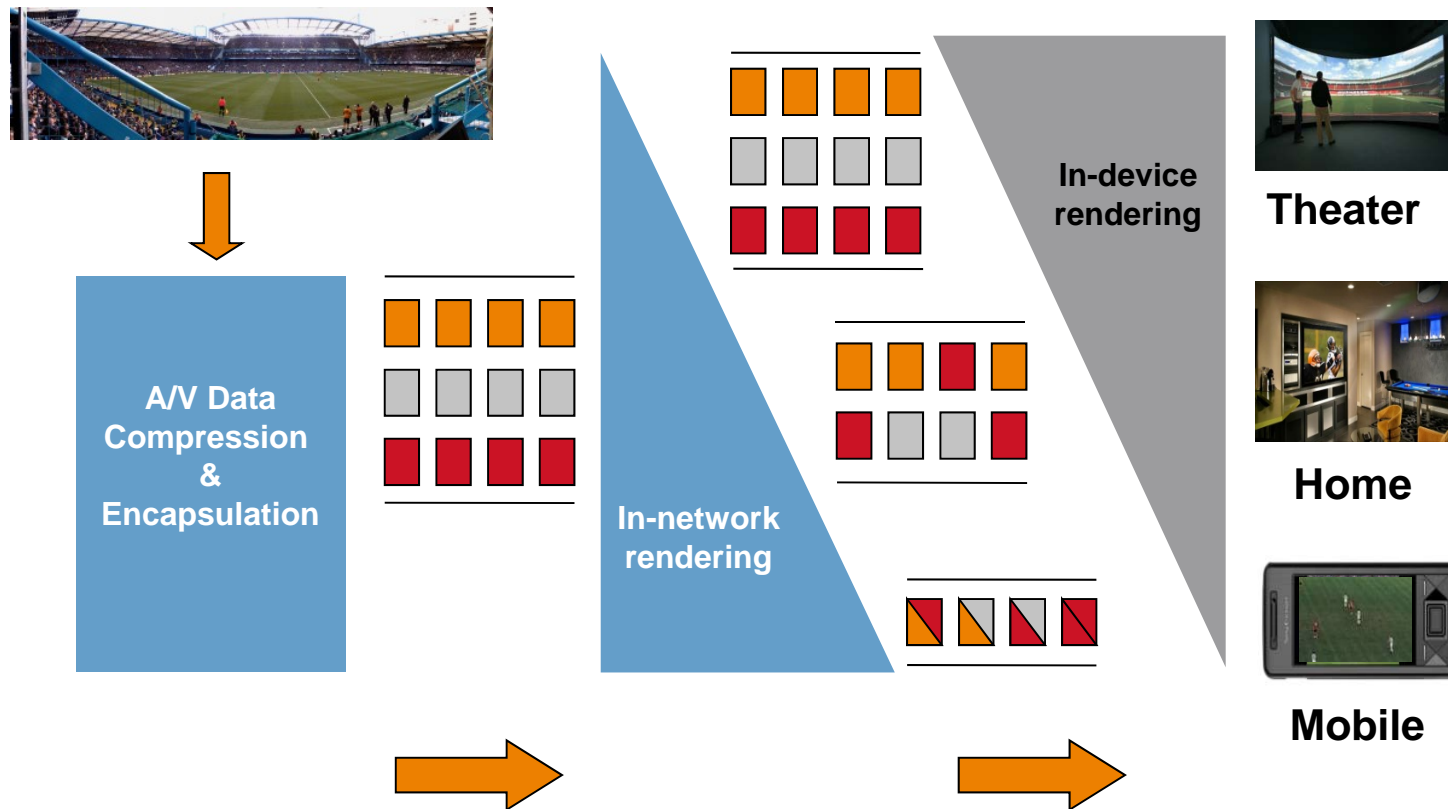 A/V Data
Compression
&
Encapsulation
In-network
rendering
In-device
rendering
Theater
Home
Mobile